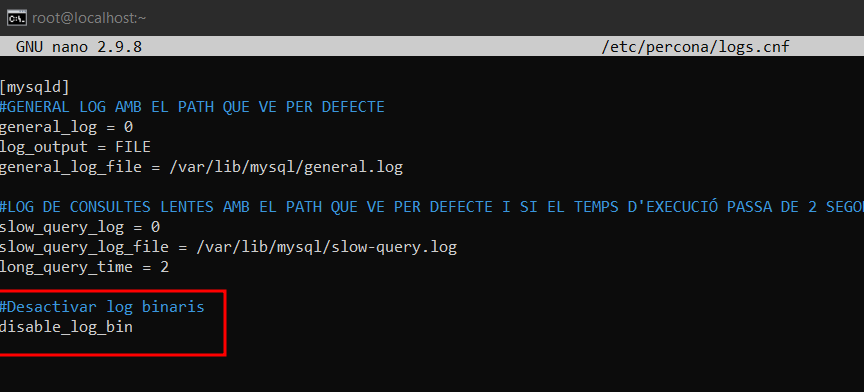 root@localhost:~
GNU nano 2.9.8 /etc/percona/logs.cnf
[mysqld]
#GENERAL LOG AMB EL PATH QUE VE PER DEFECTE
general_log = 0
log_output = FILE
general_log_file = /var/lib/mysql/general.log
#LOG DE CONSULTES LENTES AMB EL PATH QUE VE PER DEFECTE I SI EL TEMPS D'EXECUCIÓ PASSA DE 2 SEGO
slow_query_log = 0
slow_query_log_file = /var/lib/mysql/slow-query.log
long_query_time = 2
#Desactivar log binaris
disable_log_bin